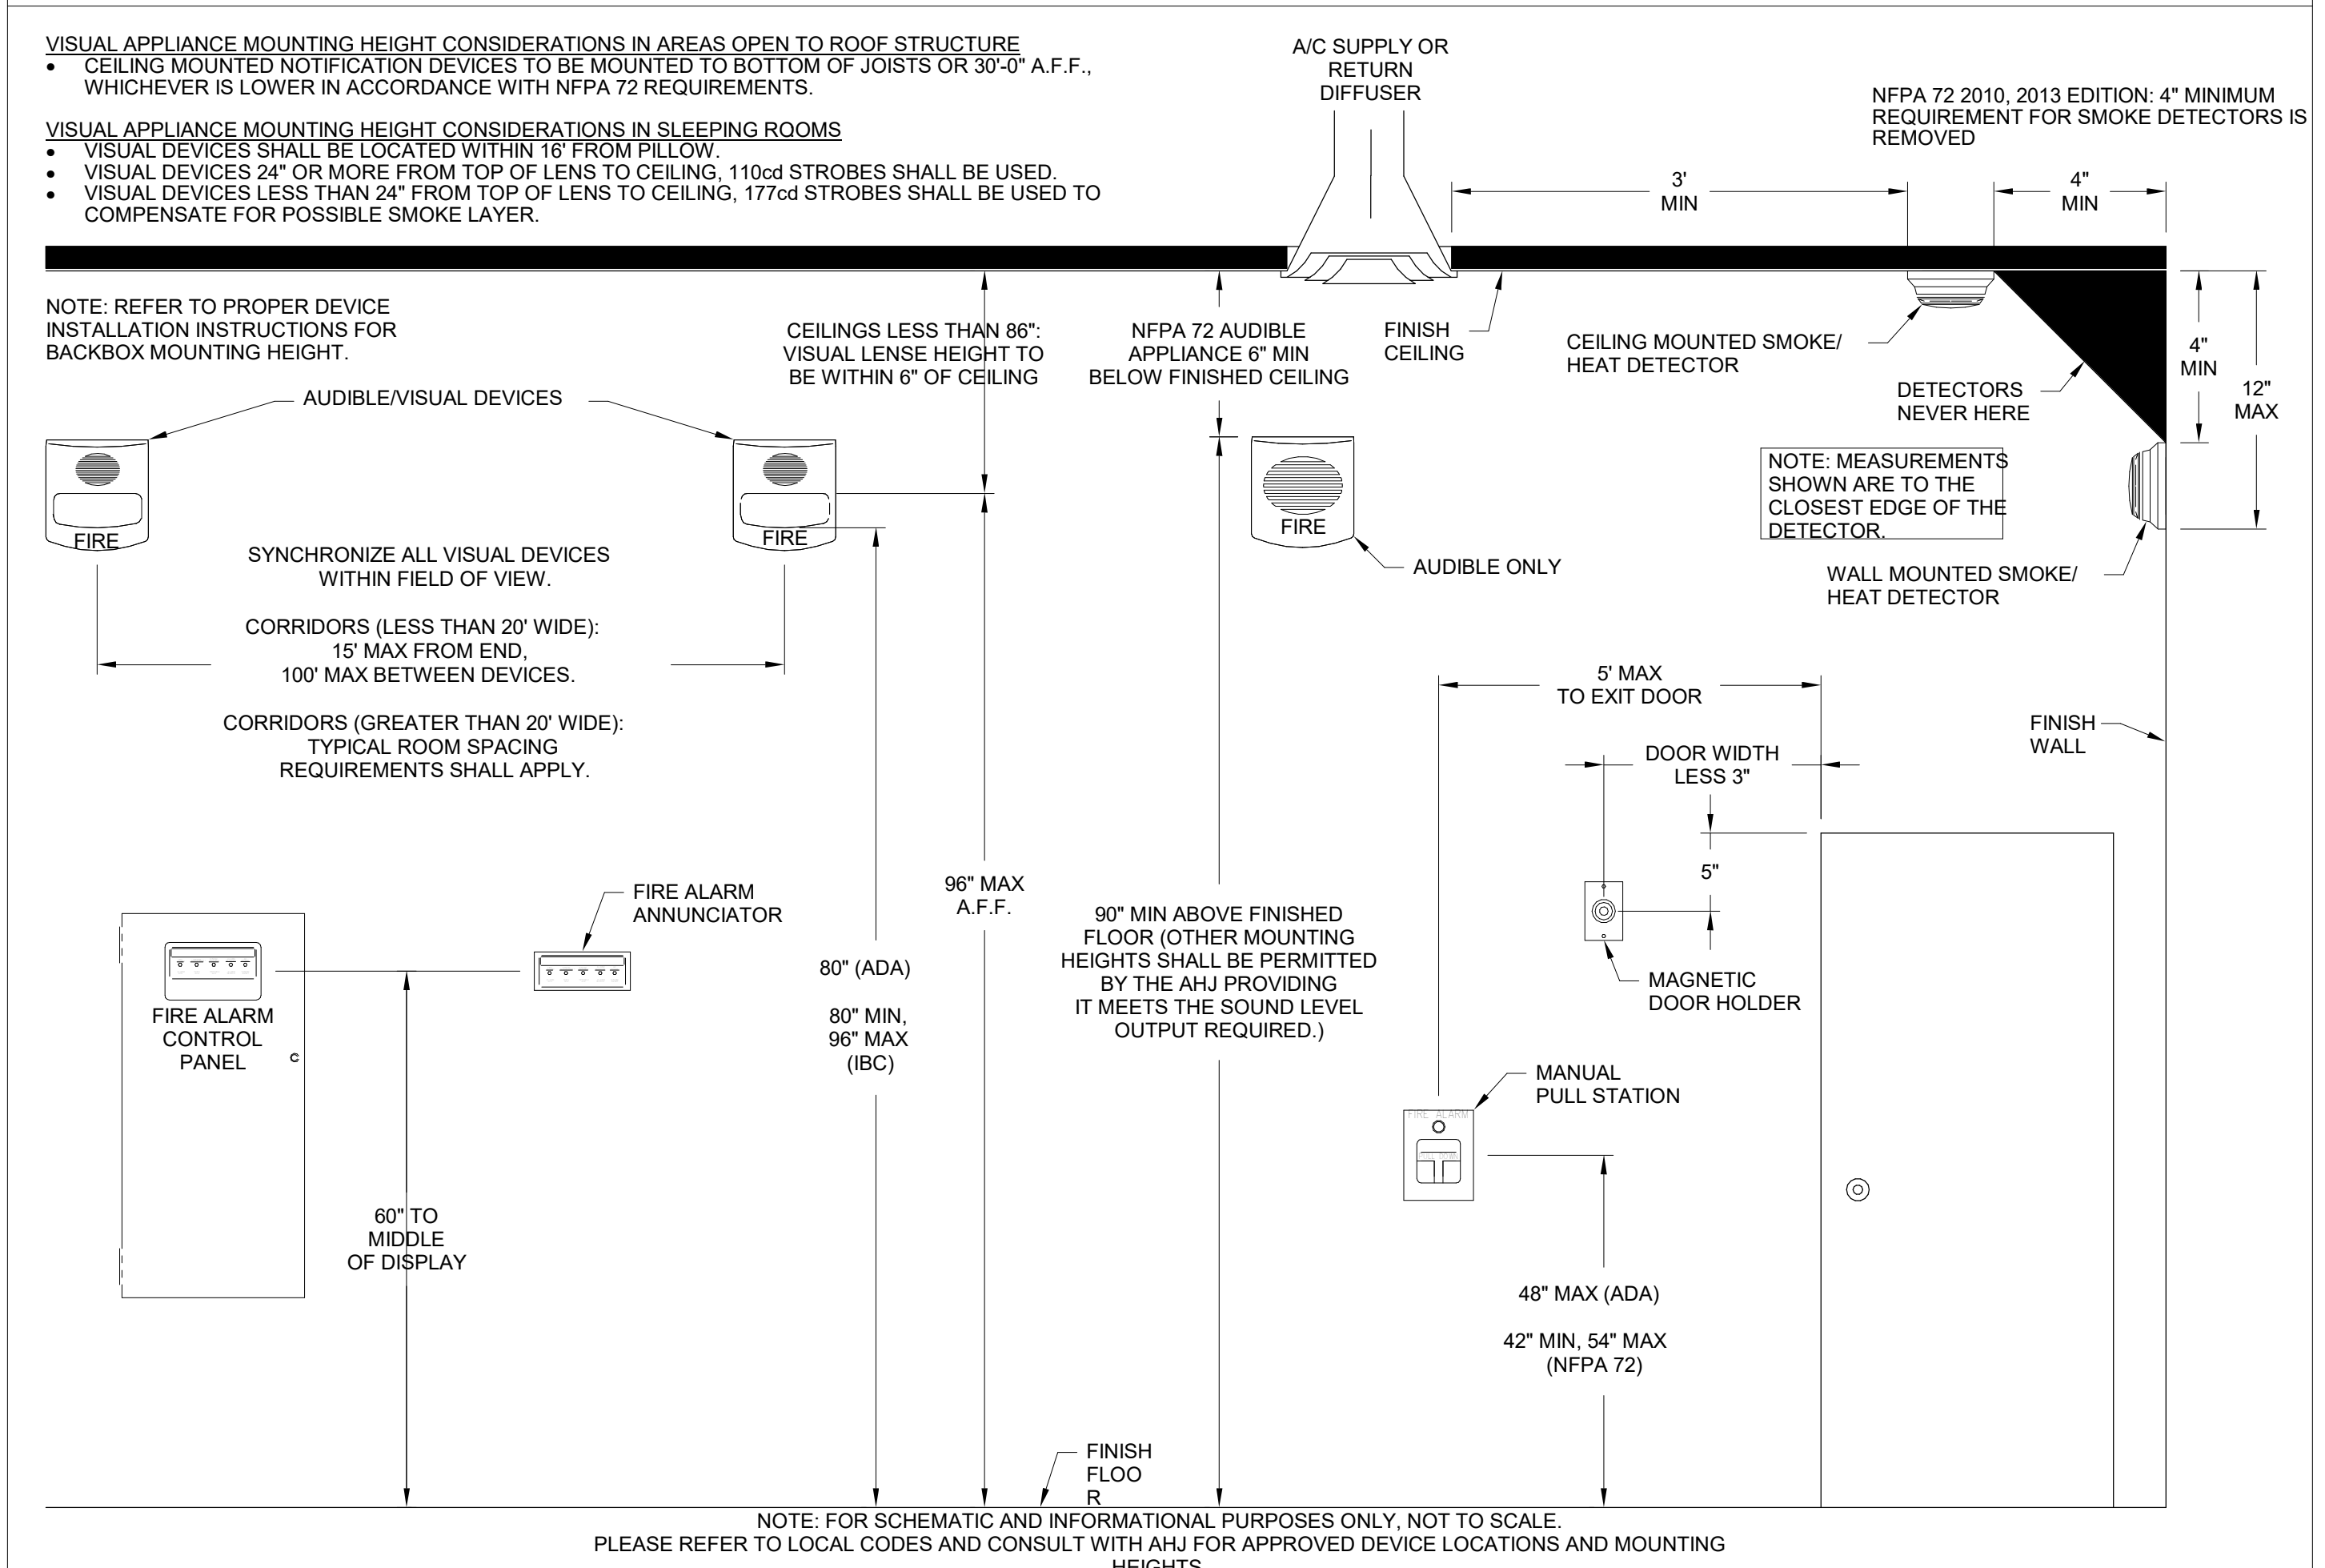 VISUAL APPLIANCE MOUNTING HEIGHT CONSIDERATIONS IN AREAS OPEN TO ROOF STRUCTURE
• CEILING MOUNTED NOTIFICATION DEVICES TO BE MOUNTED TO BOTTOM OF JOISTS OR 30'-0" A.F.F.,
WHICHEVER IS LOWER IN ACCORDANCE WITH NFPA 72 REQUIREMENTS.
VISUAL APPLIANCE MOUNTING HEIGHT CONSIDERATIONS IN SLEEPING ROOMS
• VISUAL DEVICES SHALL BE LOCATED WITHIN 16' FROM PILLOW.
• VISUAL DEVICES 24" OR MORE FROM TOP OF LENS TO CEILING, 110cd STROBES SHALL BE USED.
• VISUAL DEVICES LESS THAN 24" FROM TOP OF LENS TO CEILING, 177cd STROBES SHALL BE USED TO
COMPENSATE FOR POSSIBLE SMOKE LAYER.
A/C SUPPLY OR
RETURN
DIFFUSER
NFPA 72 2010, 2013 EDITION: 4" MINIMUM
REQUIREMENT FOR SMOKE DETECTORS IS
REMOVED
3'
MIN
4"
MIN
NOTE: REFER TO PROPER DEVICE
INSTALLATION INSTRUCTIONS FOR
BACKBOX MOUNTING HEIGHT.
CEILINGS LESS THAN 86":
VISUAL LENSE HEIGHT TO
BE WITHIN 6" OF CEILING
NFPA 72 AUDIBLE
APPLIANCE 6" MIN
BELOW FINISHED CEILING
FINISH
CEILING
CEILING MOUNTED SMOKE/
HEAT DETECTOR
DETECTORS
NEVER HERE
4"
MIN
12"
MAX
AUDIBLE/VISUAL DEVICES
FIRE
FIRE
FIRE
AUDIBLE ONLY
NOTE: MEASUREMENTS
SHOWN ARE TO THE
CLOSEST EDGE OF THE
DETECTOR.
WALL MOUNTED SMOKE/
HEAT DETECTOR
SYNCHRONIZE ALL VISUAL DEVICES
WITHIN FIELD OF VIEW.
CORRIDORS (LESS THAN 20' WIDE):
15' MAX FROM END,
100' MAX BETWEEN DEVICES.
CORRIDORS (GREATER THAN 20' WIDE):
TYPICAL ROOM SPACING
REQUIREMENTS SHALL APPLY.
5' MAX
TO EXIT DOOR
FINISH
WALL
DOOR WIDTH
LESS 3"
5"
MAGNETIC
DOOR HOLDER
FIRE ALARM
ANNUNCIATOR
FIRE ALARM
CONTROL
PANEL
96" MAX
A.F.F.
80" (ADA)
80" MIN,
96" MAX
(IBC)
90" MIN ABOVE FINISHED
FLOOR (OTHER MOUNTING
HEIGHTS SHALL BE PERMITTED
BY THE AHJ PROVIDING
IT MEETS THE SOUND LEVEL
OUTPUT REQUIRED.)
MANUAL
PULL STATION
FIRE ALARM
PULL DOWN
60" TO
MIDDLE
OF DISPLAY
48" MAX (ADA)
42" MIN, 54" MAX
(NFPA 72)
FINISH
FLOO
R
NOTE: FOR SCHEMATIC AND INFORMATIONAL PURPOSES ONLY, NOT TO SCALE.
PLEASE REFER TO LOCAL CODES AND CONSULT WITH AHJ FOR APPROVED DEVICE LOCATIONS AND MOUNTING
HEIGHTS